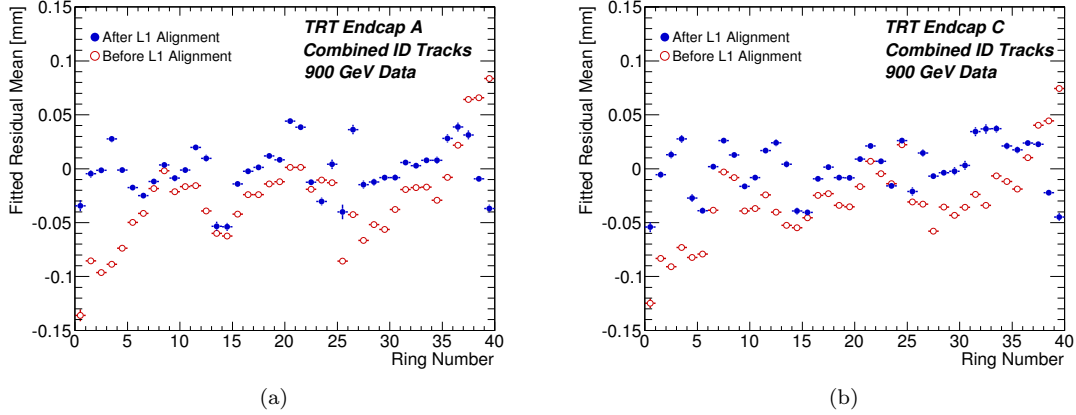 Fitted Residual Mean [mm]
0.15
0.1
0.05
0
-0.05
-0.1
-0.15
After L1 Alignment
Before L1 Alignment
TRT Endcap A
Combined ID Tracks
900 GeV Data
0 5 10 15 20 25 30 35 40
Ring Number
(a)
Fitted Residual Mean [mm]
0.15
0.1
0.05
0
-0.05
-0.1
-0.15
After L1 Alignment
Before L1 Alignment
TRT Endcap C
Combined ID Tracks
900 GeV Data
0 5 10 15 20 25 30 35 40
Ring Number
(b)